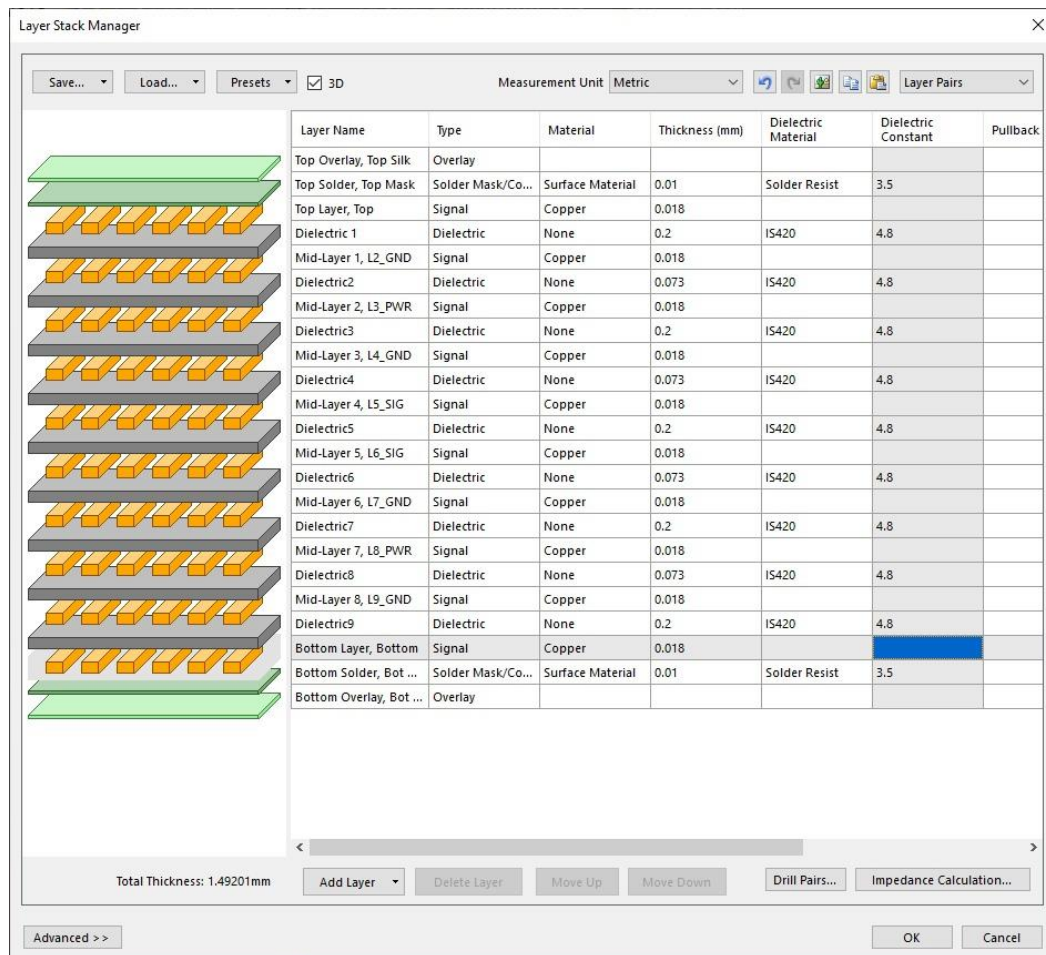 Layer Stack Manager
Save... Load... Presets 3D Measurement Unit Metric Layer Pairs
Layer Name Type Material Thickness (mm) Dielectric Material Dielectric Constant Pullback
Top Overlay, Top Silk Overlay
Top Solder, Top Mask Solder Mask/Co... Surface Material 0.01 Solder Resist 3.5
Top Layer, Top Signal Copper 0.018
Dielectric 1 Dielectric None 0.2 IS420 4.8
Mid-Layer 1, L2_GND Signal Copper 0.018
Dielectric2 Dielectric None 0.073 IS420 4.8
Mid-Layer 2, L3_PWR Signal Copper 0.018
Dielectric3 Dielectric None 0.2 IS420 4.8
Mid-Layer 3, L4_GND Signal Copper 0.018
Dielectric4 Dielectric None 0.073 IS420 4.8
Mid-Layer 4, L5_SIG Signal Copper 0.018
Dielectric5 Dielectric None 0.2 IS420 4.8
Mid-Layer 5, L6_SIG Signal Copper 0.018
Dielectric6 Dielectric None 0.073 IS420 4.8
Mid-Layer 6, L7_GND Signal Copper 0.018
Dielectric7 Dielectric None 0.2 IS420 4.8
Mid-Layer 7, L8_PWR Signal Copper 0.018
Dielectric8 Dielectric None 0.073 IS420 4.8
Mid-Layer 8, L9_GND Signal Copper 0.018
Dielectric9 Dielectric None 0.2 IS420 4.8
Bottom Layer, Bottom Signal Copper 0.018
Bottom Solder, Bot ... Solder Mask/Co... Surface Material 0.01 Solder Resist 3.5
Bottom Overlay, Bot ... Overlay
Total Thickness: 1.49201mm Add Layer Delete Layer Move Up Move Down Drill Pairs... Impedance Calculation...
Advanced >> OK Cancel